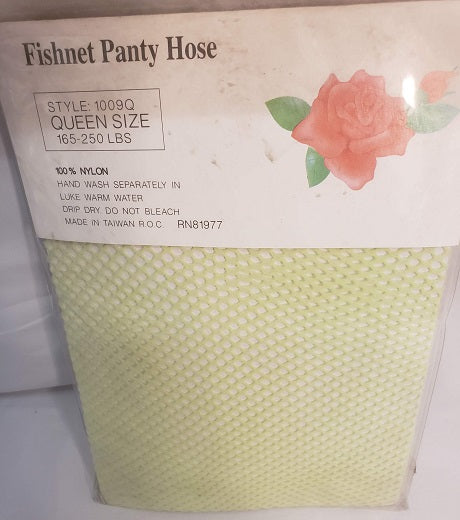 Fishnet Panty Hose
STYLE: 1009Q
QUEEN SIZE
165-250 LBS
100% NYLON
HAND WASH SEPARATELY IN
LUKE WARM WATER
DRIP DRY. DO NOT BLEACH
MADE IN TAIWAN R.O.C. RN81977